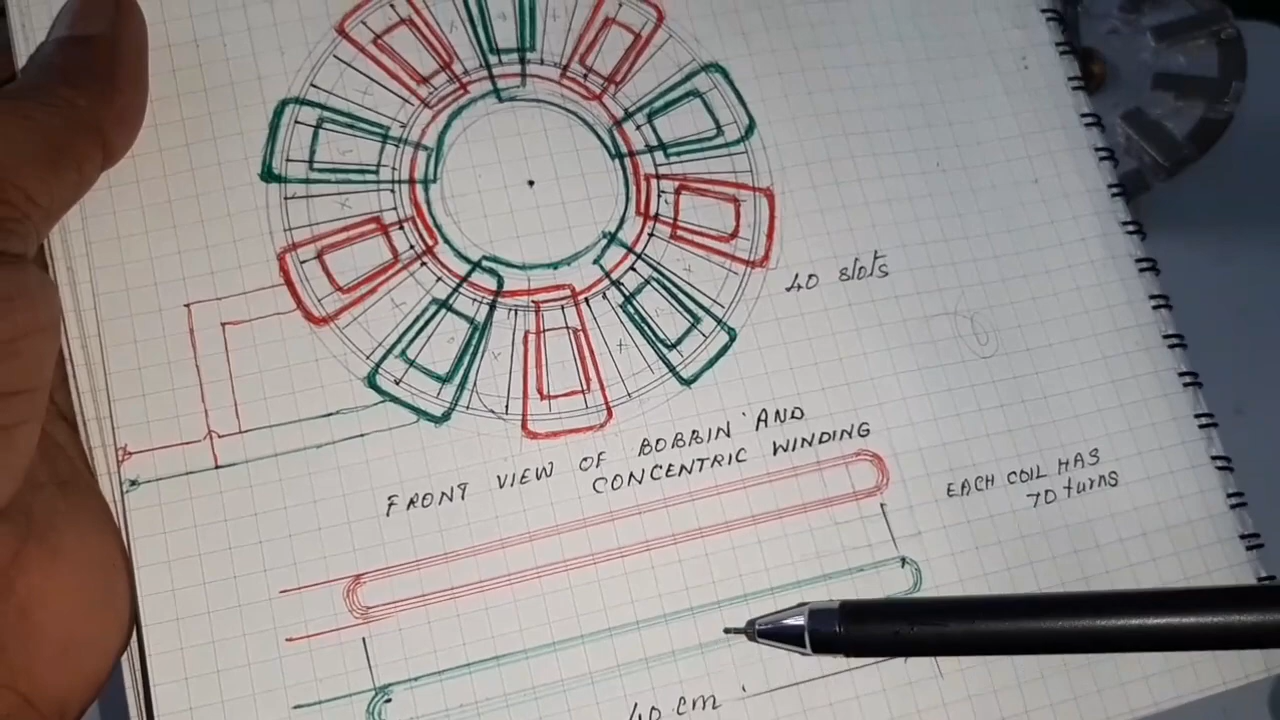 40 slots
FRONT VIEW OF BOBBIN AND
CONCENTRIC WINDING
EACH COIL HAS
70 turns
40 cm